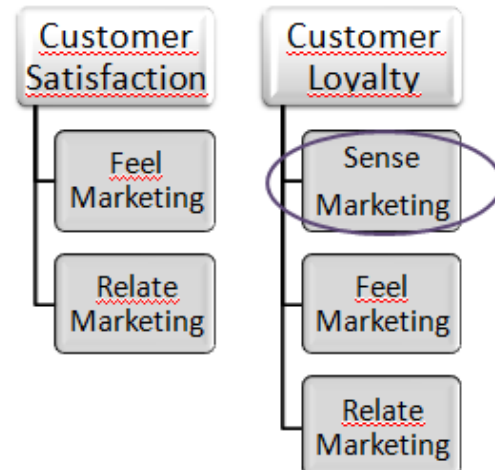 Customer
Satisfaction
Feel
Marketing
Relate
Marketing
Customer
Loyalty
Sense
Marketing
Feel
Marketing
Relate
Marketing